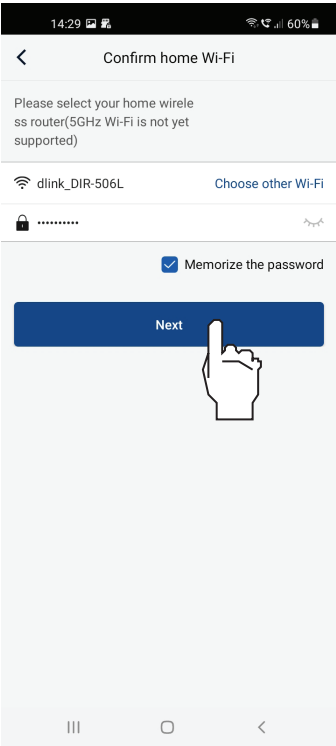 14:29 60%
Confirm home Wi-Fi
Please select your home wirele
ss router(5GHz Wi-Fi is not yet
supported)
dlink_DIR-506L Choose other Wi-Fi
••••••••••
Memorize the password
Next